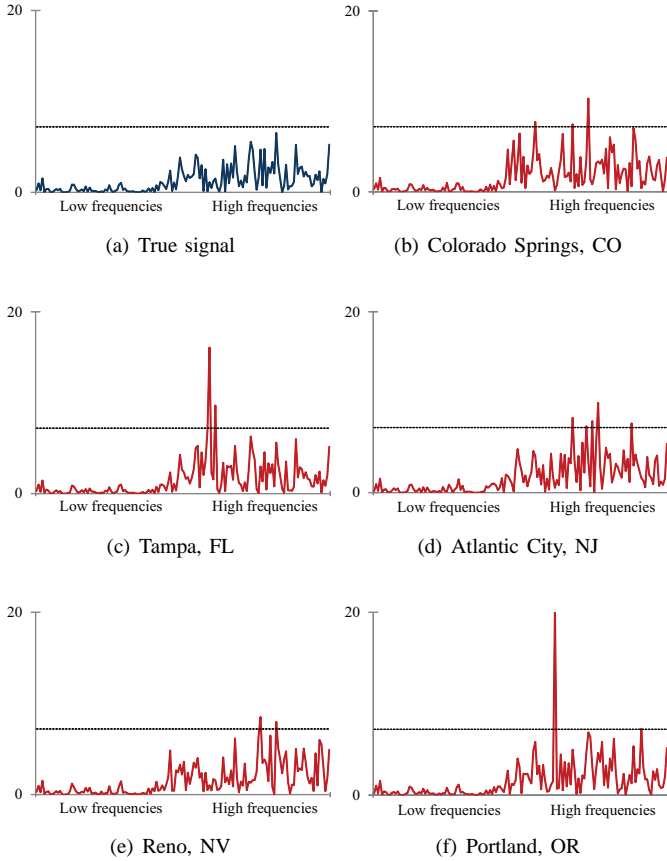 20
0
Low frequencies High frequencies
(a) True signal
20
0
Low frequencies High frequencies
(b) Colorado Springs, CO
20
0
Low frequencies High frequencies
(c) Tampa, FL
20
0
Low frequencies High frequencies
(d) Atlantic City, NJ
20
0
Low frequencies High frequencies
(e) Reno, NV
20
0
Low frequencies High frequencies
(f) Portland, OR